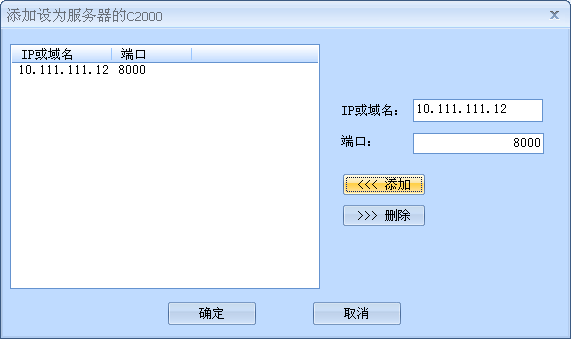 添加设为服务器的C2000
IP或域名 端口
10.111.111.12 8000
IP或域名： 10.111.111.12
端口： 8000
<<< 添加
>>> 删除
确定 取消